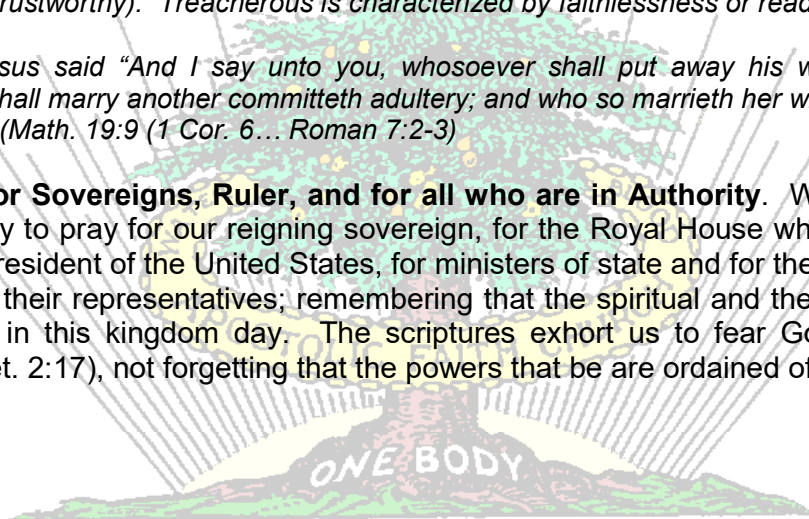 rustworthy). Treacherous is characterized by faithlessness or read
sus said “And I say unto you, whosoever shall put away his w
hall marry another committeth adultery; and who so marrieth her w
(Math. 19:9 (1 Cor. 6… Roman 7:2-3)
or Sovereigns, Ruler, and for all who are in Authority. W
y to pray for our reigning sovereign, for the Royal House wh
resident of the United States, for ministers of state and for the
their representatives; remembering that the spiritual and the
in this kingdom day. The scriptures exhort us to fear Go
et. 2:17), not forgetting that the powers that be are ordained of
APOSTOLIC FAITH
ONE BODY